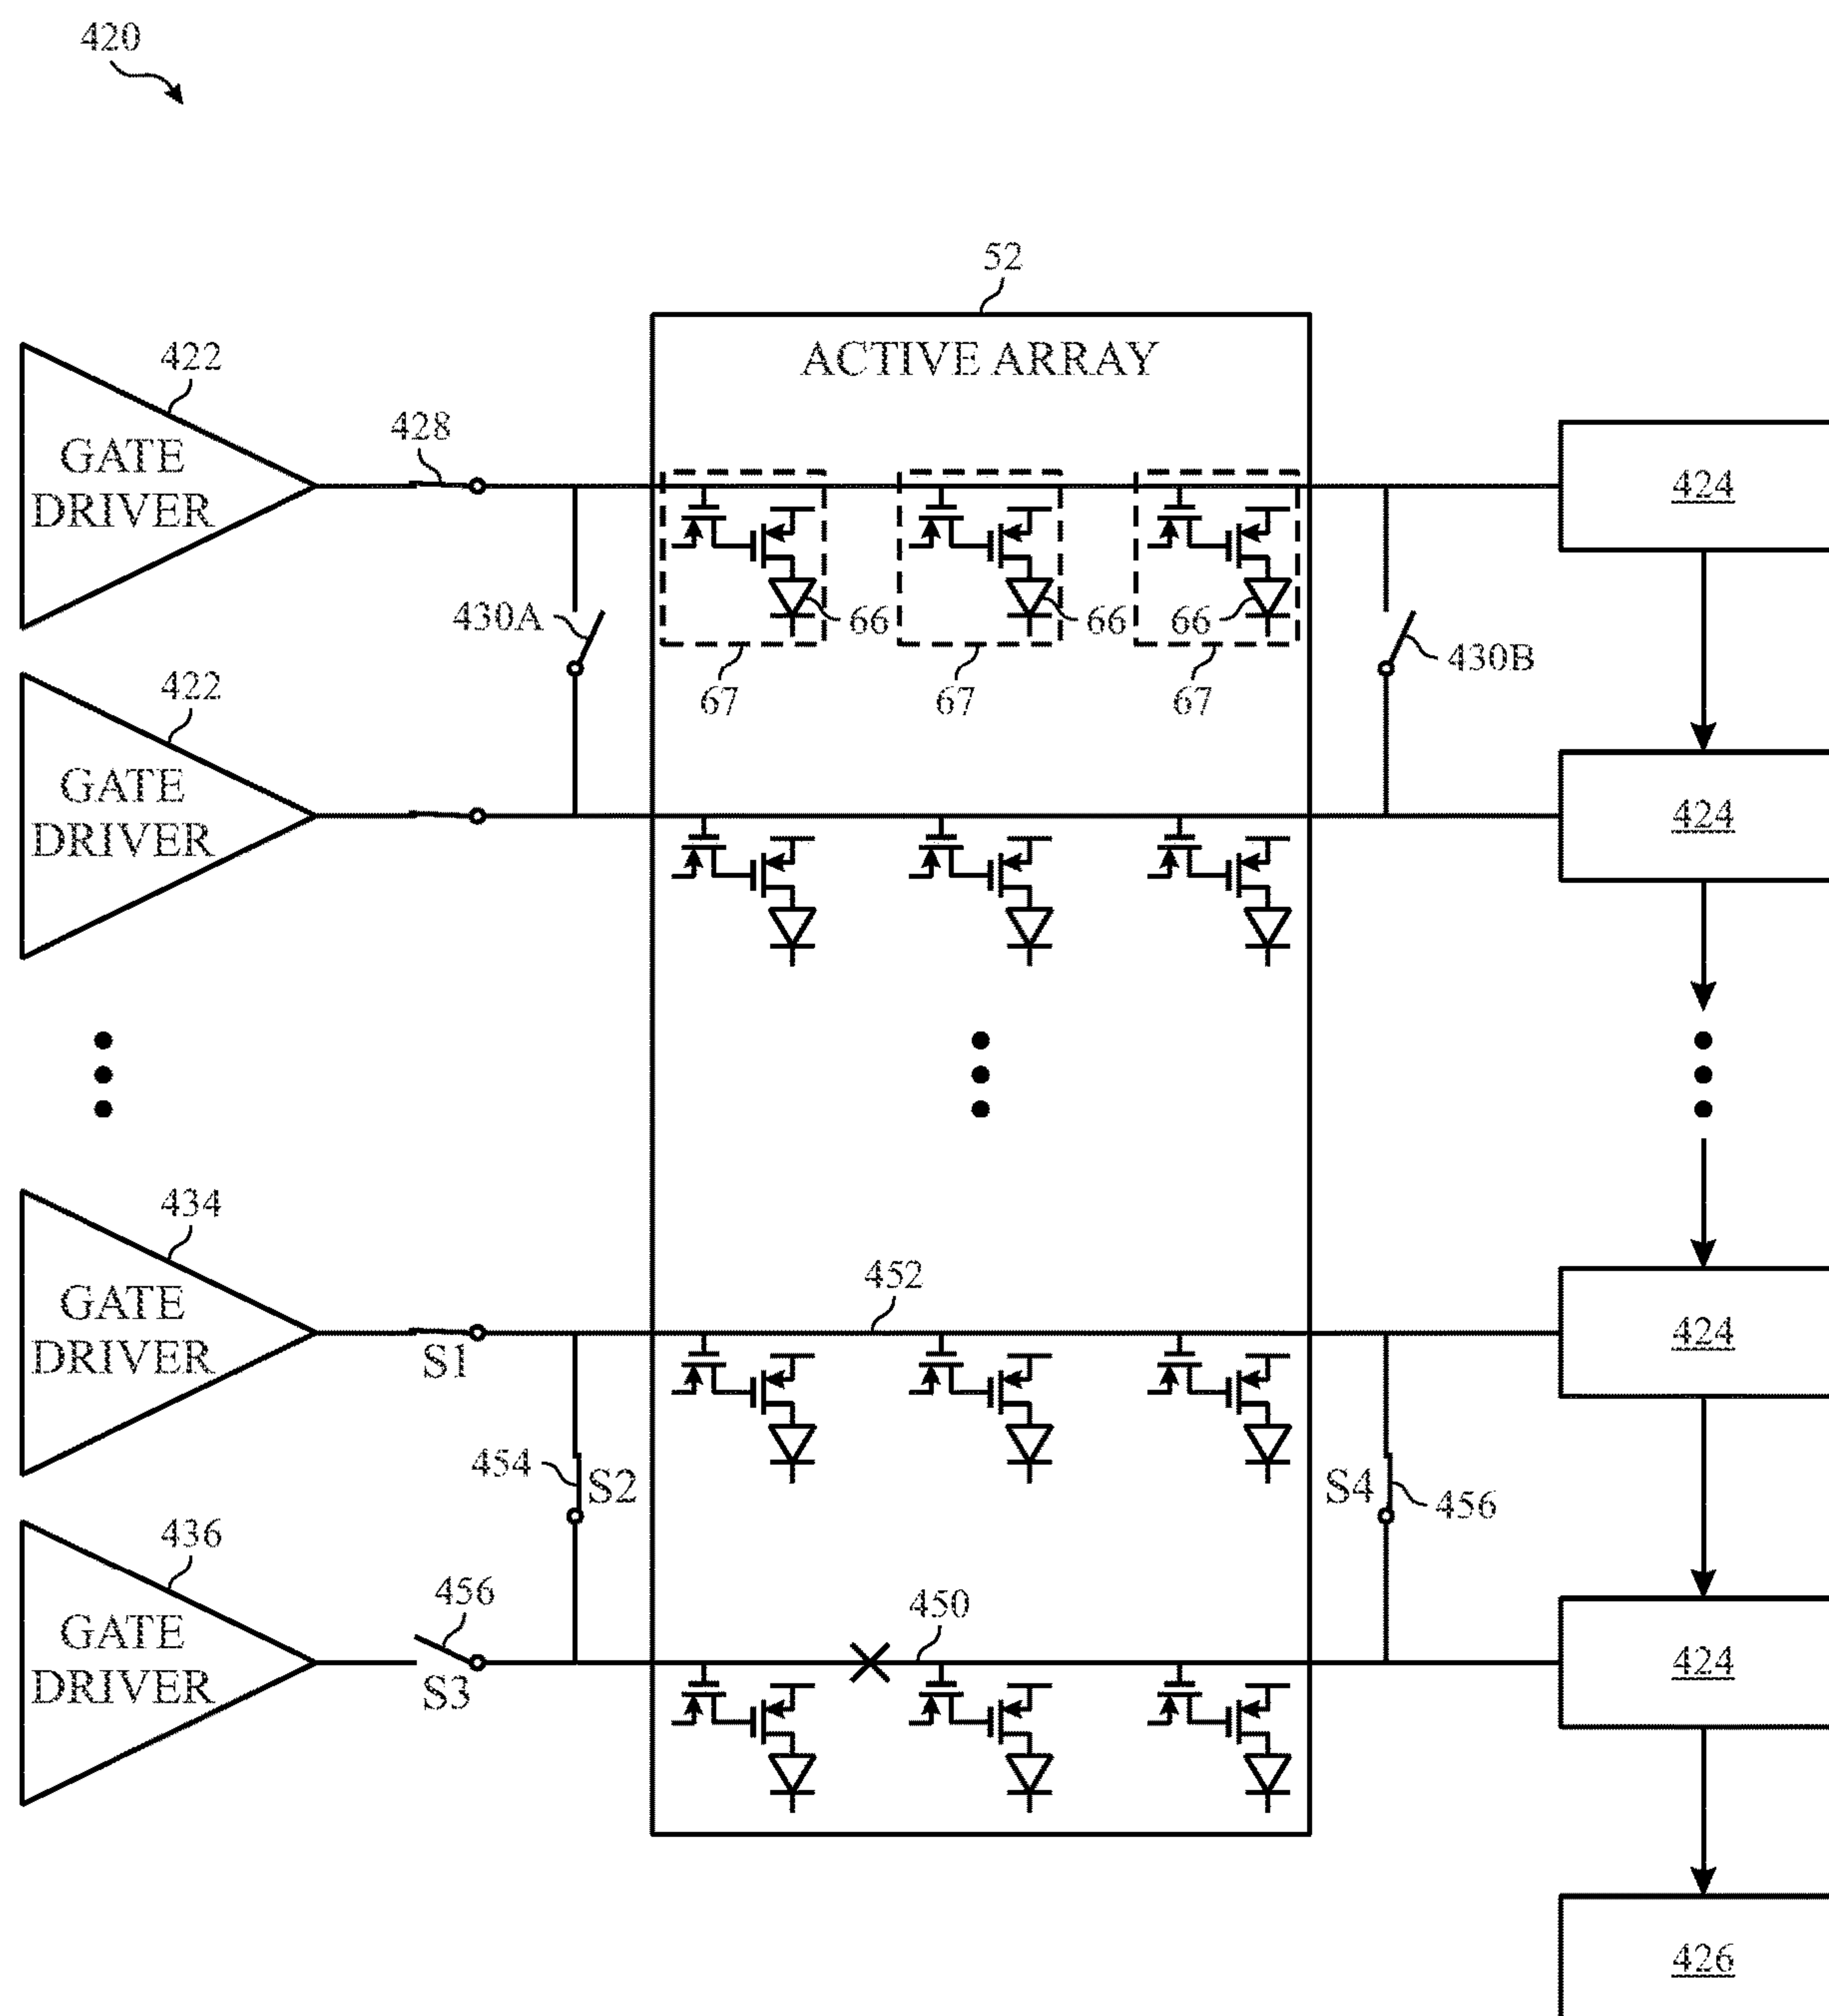 420
52
ACTIVE ARRAY
422
GATE
DRIVER
428
424
430A
66
66
66
430B
67
67
67
422
GATE
DRIVER
424
434
GATE
DRIVER
S1
452
424
454
S2
S4
456
436
GATE
DRIVER
456
S3
450
424
426